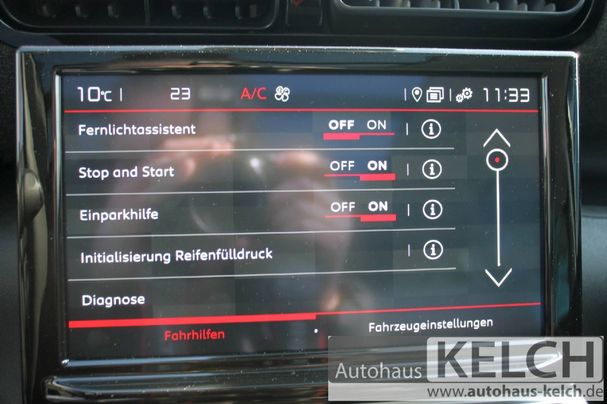 10°C 23 A/C 11:33
Fernlichtassistent OFF ON i
Stop and Start OFF ON i
Einparkhilfe OFF ON i
Initialisierung Reifenfülldruck i
Diagnose
Fahrhilfen Fahrzeugeinstellungen
Autohaus KELCH
www.autohaus-kelch.de